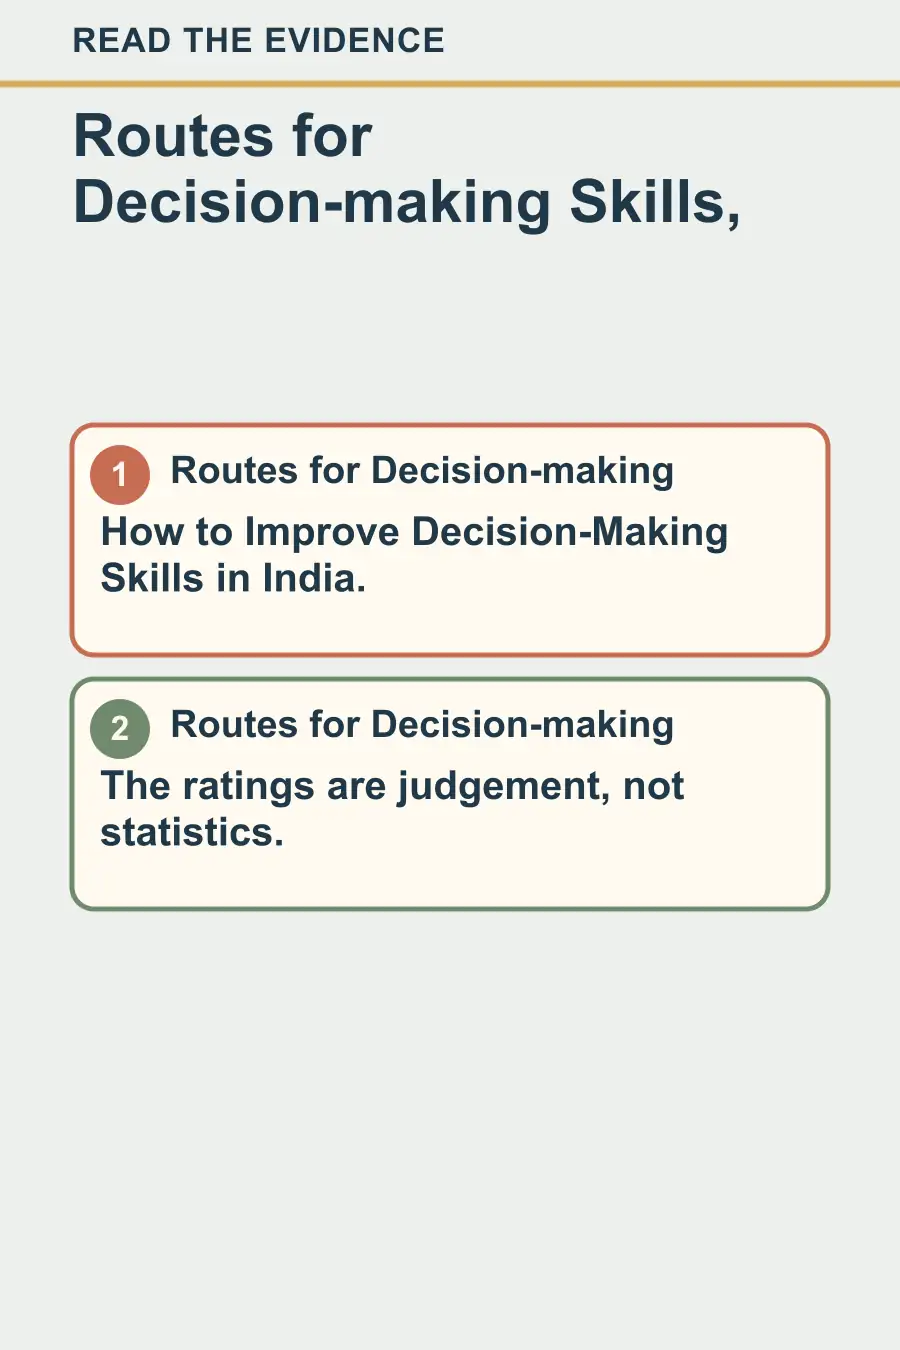 READ THE EVIDENCE
Routes for
Decision-making Skills,
1 Routes for Decision-making
How to Improve Decision-Making
Skills in India.
2 Routes for Decision-making
The ratings are judgement, not
statistics.